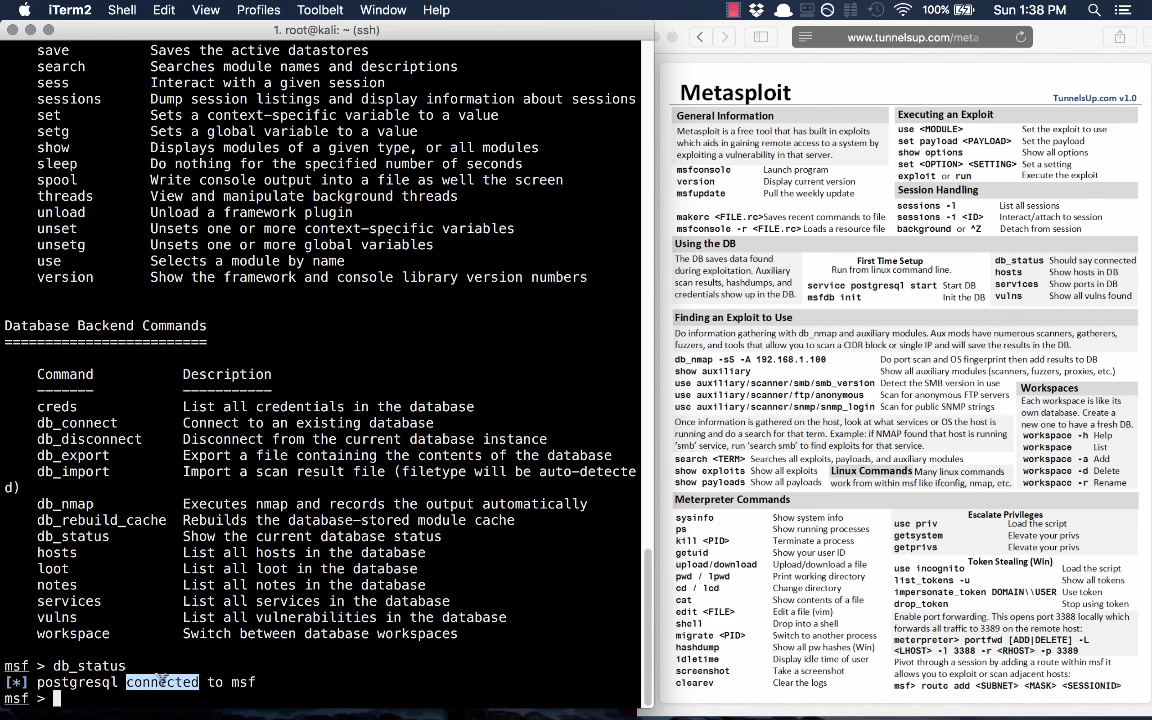 iTerm2 Shell Edit View Profiles Toolbelt Window Help 100% Sun 1:38 PM
1. root@kali: ~ (ssh)
save Saves the active datastores
search Searches module names and descriptions
sess Interact with a given session
sessions Dump session listings and display information about sessions
set Sets a context-specific variable to a value
setg Sets a global variable to a value
show Displays modules of a given type, or all modules
sleep Do nothing for the specified number of seconds
spool Write console output into a file as well the screen
threads View and manipulate background threads
unload Unload a framework plugin
unset Unsets one or more context-specific variables
unsetg Unsets one or more global variables
use Selects a module by name
version Show the framework and console library version numbers
Database Backend Commands
=========================
Command Description
------- -----------
creds List all credentials in the database
db_connect Connect to an existing database
db_disconnect Disconnect from the current database instance
db_export Export a file containing the contents of the database
db_import Import a scan result file (filetype will be auto-detecte
d)
db_nmap Executes nmap and records the output automatically
db_rebuild_cache Rebuilds the database-stored module cache
db_status Show the current database status
hosts List all hosts in the database
loot List all loot in the database
notes List all notes in the database
services List all services in the database
vulns List all vulnerabilities in the database
workspace Switch between database workspaces
msf > db_status
[*] postgresql connected to msf
msf >
www.tunnelsup.com/meta
Metasploit
TunnelsUp.com v1.0
General Information
Metasploit is a free tool that has built in exploits
which aids in gaining remote access to a system by
exploiting a vulnerability in that server.
msfconsole Launch program
version Display current version
msfupdate Pull the weekly update
makerc <FILE.rc> Saves recent commands to file
msfconsole -r <FILE.rc> Loads a resource file
Executing an Exploit
use <MODULE> Set the exploit to use
set payload <PAYLOAD> Set the payload
show options Show all options
set <OPTION> <SETTING> Set a setting
exploit or run Execute the exploit
Session Handling
sessions -l List all sessions
sessions -i <ID> Interact/attach to session
background or ^Z Detach from session
Using the DB
The DB saves data found
during exploitation. Auxiliary
scan results, hashdumps, and
credentials show up in the DB.
First Time Setup
Run from linux command line.
service postgresql start Start DB
msfdb init Init the DB
db_status Should say connected
hosts Show hosts in DB
services Show ports in DB
vulns Show all vulns found
Finding an Exploit to Use
Do information gathering with db_nmap and auxiliary modules. Aux mods have numerous scanners, gatherers,
fuzzers, and tools that allow you to scan a CIDR block or single IP and will save the results in the DB.
db_nmap -sS -A 192.168.1.100 Do port scan and OS fingerprint then add results to DB
show auxiliary Show all auxiliary modules (scanners, fuzzers, proxies, etc.)
use auxiliary/scanner/smb/smb_version Detect the SMB version in use
use auxiliary/scanner/ftp/anonymous Scan for anonymous FTP servers
use auxiliary/scanner/snmp/snmp_login Scan for public SNMP strings
Once information is gathered on the host, look at what services or OS the host is
running and do a search for that term. Example: if NMAP found that host is running
'smb' service, run 'search smb' to find exploits for that service.
search <TERM> Searches all exploits, payloads, and auxiliary modules
show exploits Show all exploits
show payloads Show all payloads
Linux Commands Many linux commands
work from within msf like ifconfig, nmap, etc.
Workspaces
Each workspace is like its
own database. Create a
new one to have a fresh DB.
workspace -h Help
workspace List
workspace -a Add
workspace -d Delete
workspace -r Rename
Meterpreter Commands
sysinfo Show system info
ps Show running processes
kill <PID> Terminate a process
getuid Show your user ID
upload/download Upload/download a file
pwd / lpwd Print working directory
cd / lcd Change directory
cat Show contents of a file
edit <FILE> Edit a file (vim)
shell Drop into a shell
migrate <PID> Switch to another process
hashdump Show all pw hashes (Win)
idletime Display idle time of user
screenshot Take a screenshot
clearev Clear the logs
Escalate Privileges
use priv Load the script
getsystem Elevate your privs
getprivs Elevate your privs
Token Stealing (Win)
use incognito Load the script
list_tokens -u Show all tokens
impersonate_token DOMAIN\\USER Use token
drop_token Stop using token
Enable port forwarding. This opens port 3388 locally which
forwards all traffic to 3389 on the remote host:
meterpreter> portfwd [ADD|DELETE] -L
<LHOST> -l 3388 -r <RHOST> -p 3389
Pivot through a session by adding a route within msf it
allows you to exploit or scan adjacent hosts:
msf> route add <SUBNET> <MASK> <SESSIONID>